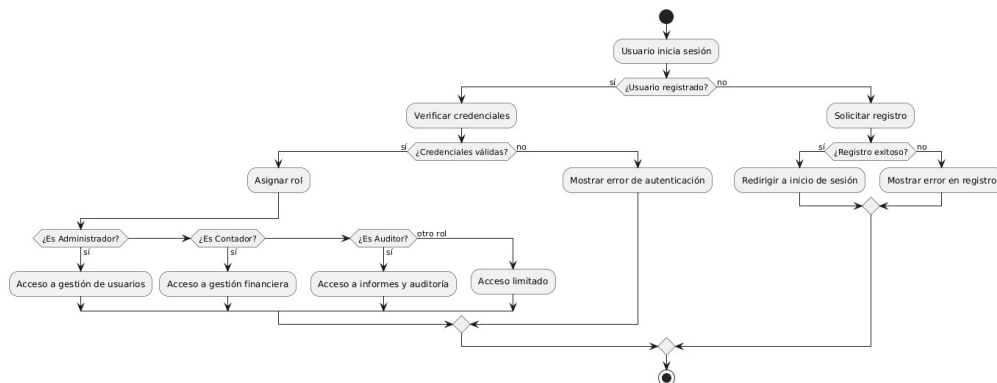 Usuario inicia sesión
sí
¿Usuario registrado?
no
Verificar credenciales
Solicitar registro
sí
¿Credenciales válidas?
no
sí
¿Registro exitoso?
no
Asignar rol
Mostrar error de autenticación
Redirigir a inicio de sesión
Mostrar error en registro
¿Es Administrador?
¿Es Contador?
¿Es Auditor?
otro rol
sí
sí
sí
Acceso a gestión de usuarios
Acceso a gestión financiera
Acceso a informes y auditoría
Acceso limitado